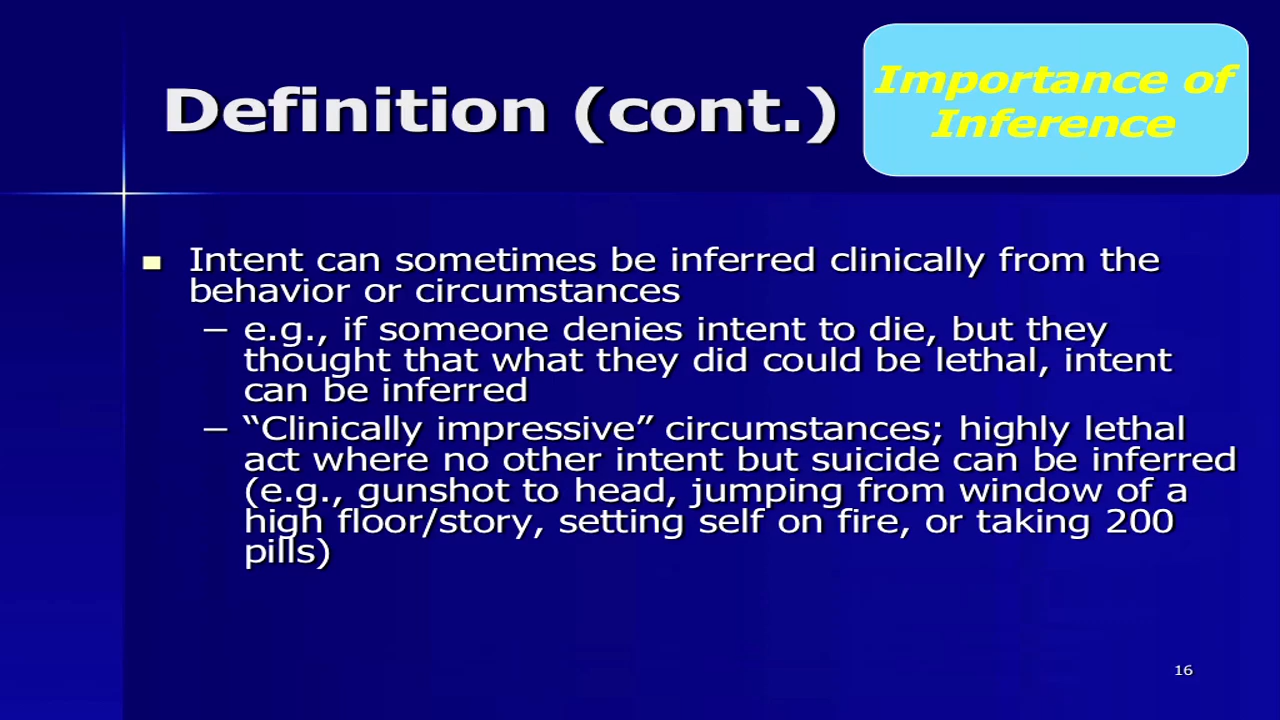 Importance of
Inference
Definition (cont.)
Intent can sometimes be inferred clinically from the
behavior or circumstances
– e.g., if someone denies intent to die, but they
thought that what they did could be lethal, intent
can be inferred
– “Clinically impressive” circumstances; highly lethal
act where no other intent but suicide can be inferred
(e.g., gunshot to head, jumping from window of a
high floor/story, setting self on fire, or taking 200
pills)
16